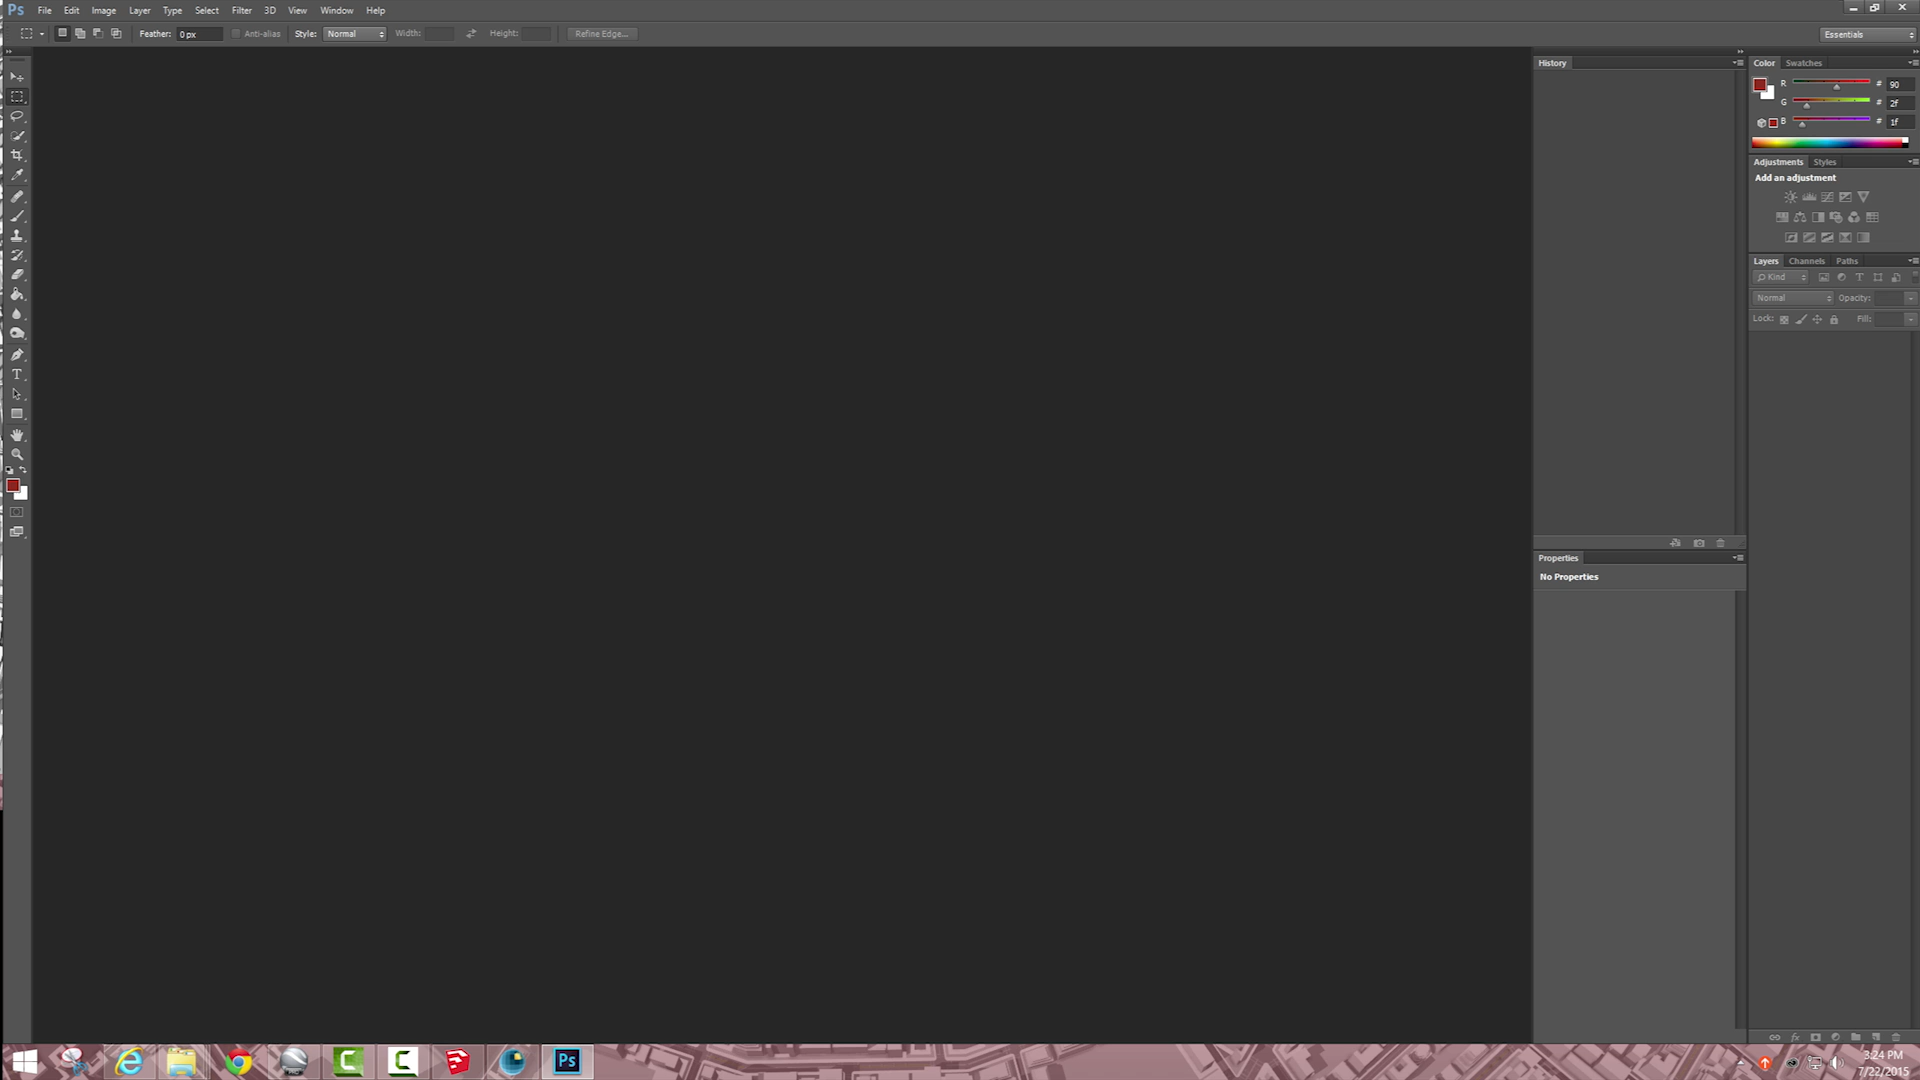 Ps File Edit Image Layer Type Select Filter 3D View Window Help
Feather: 0 px Anti-alias Style: Normal Width: Height: Refine Edge... Essentials
History
Color Swatches
R # 90
G # 2f
B # 1f
Adjustments Styles
Add an adjustment
Layers Channels Paths
Kind
Normal Opacity:
Lock: Fill:
T
Properties
No Properties
fx
Ps
3:24 PM
7/22/2015